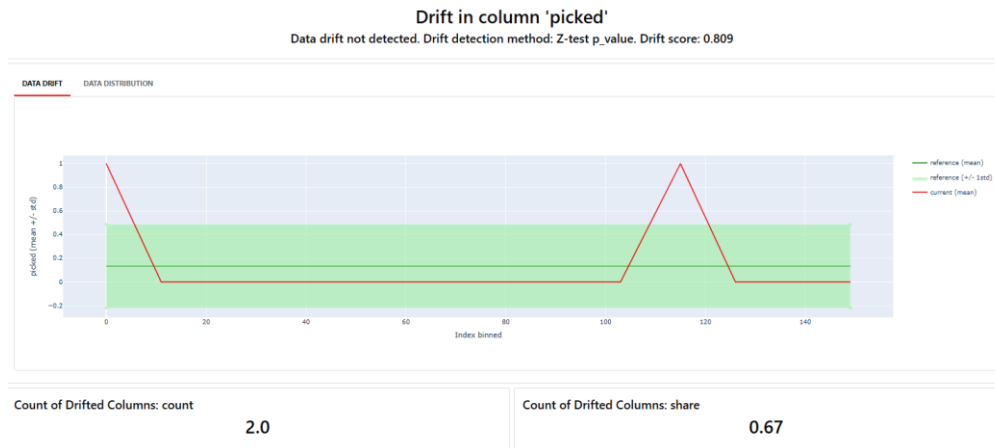 Drift in column 'picked'
Data drift not detected. Drift detection method: Z-test p_value. Drift score: 0.809
DATA DRIFT
DATA DISTRIBUTION
1
0.8
0.6
0.4
0.2
0
−0.2
picked (mean +/- std)
0
20
40
60
80
100
120
140
Index binned
reference (mean)
reference (+/- 1std)
current (mean)
Count of Drifted Columns: count
2.0
Count of Drifted Columns: share
0.67